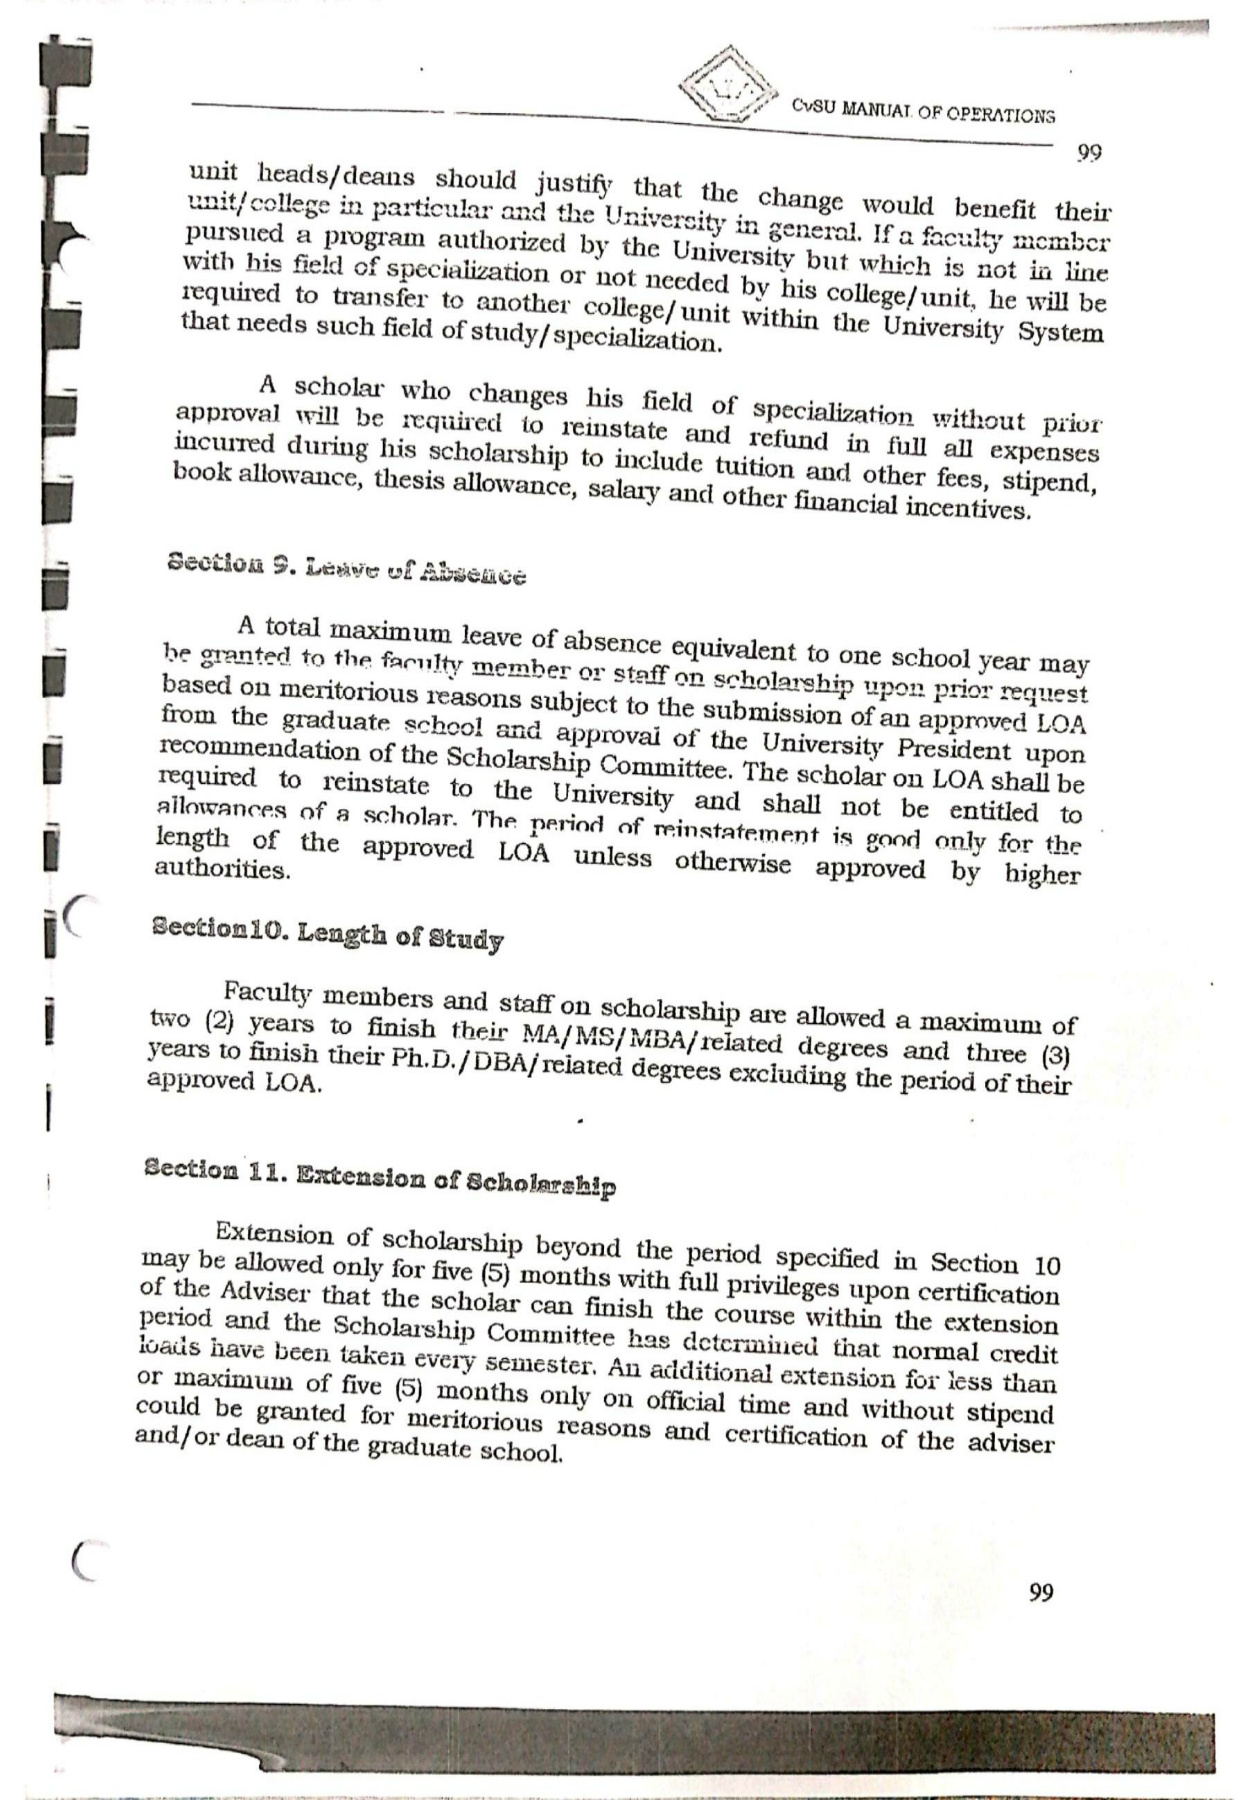 CvSU MANUAL OF OPERATIONS
99
unit heads/deans should justify that the change would benefit their
unit/college in particular and the University in general. If a faculty member
pursued a program authorized by the University but which is not in line
with his field of specialization or not needed by his college/unit, he will be
required to transfer to another college/unit within the University System
that needs such field of study/specialization.
A scholar who changes his field of specialization without prior
approval will be required to reinstate and refund in full all expenses
incurred during his scholarship to include tuition and other fees, stipend,
book allowance, thesis allowance, salary and other financial incentives.
Section 9. Leave of Absence
A total maximum leave of absence equivalent to one school year may
be granted to the faculty member or staff on scholarship upon prior request
based on meritorious reasons subject to the submission of an approved LOA
from the graduate school and approval of the University President upon
recommendation of the Scholarship Committee. The scholar on LOA shall be
required to reinstate to the University and shall not be entitled to
allowances of a scholar. The period of reinstatement is good only for the
length of the approved LOA unless otherwise approved by higher
authorities.
Section10. Length of Study
Faculty members and staff on scholarship are allowed a maximum of
two (2) years to finish their MA/MS/MBA/related degrees and three (3)
years to finish their Ph.D./DBA/related degrees excluding the period of their
approved LOA.
Section 11. Extension of Scholarship
Extension of scholarship beyond the period specified in Section 10
may be allowed only for five (5) months with full privileges upon certification
of the Adviser that the scholar can finish the course within the extension
period and the Scholarship Committee has determined that normal credit
loads have been taken every semester. An additional extension for less than
or maximum of five (5) months only on official time and without stipend
could be granted for meritorious reasons and certification of the adviser
and/or dean of the graduate school.
99